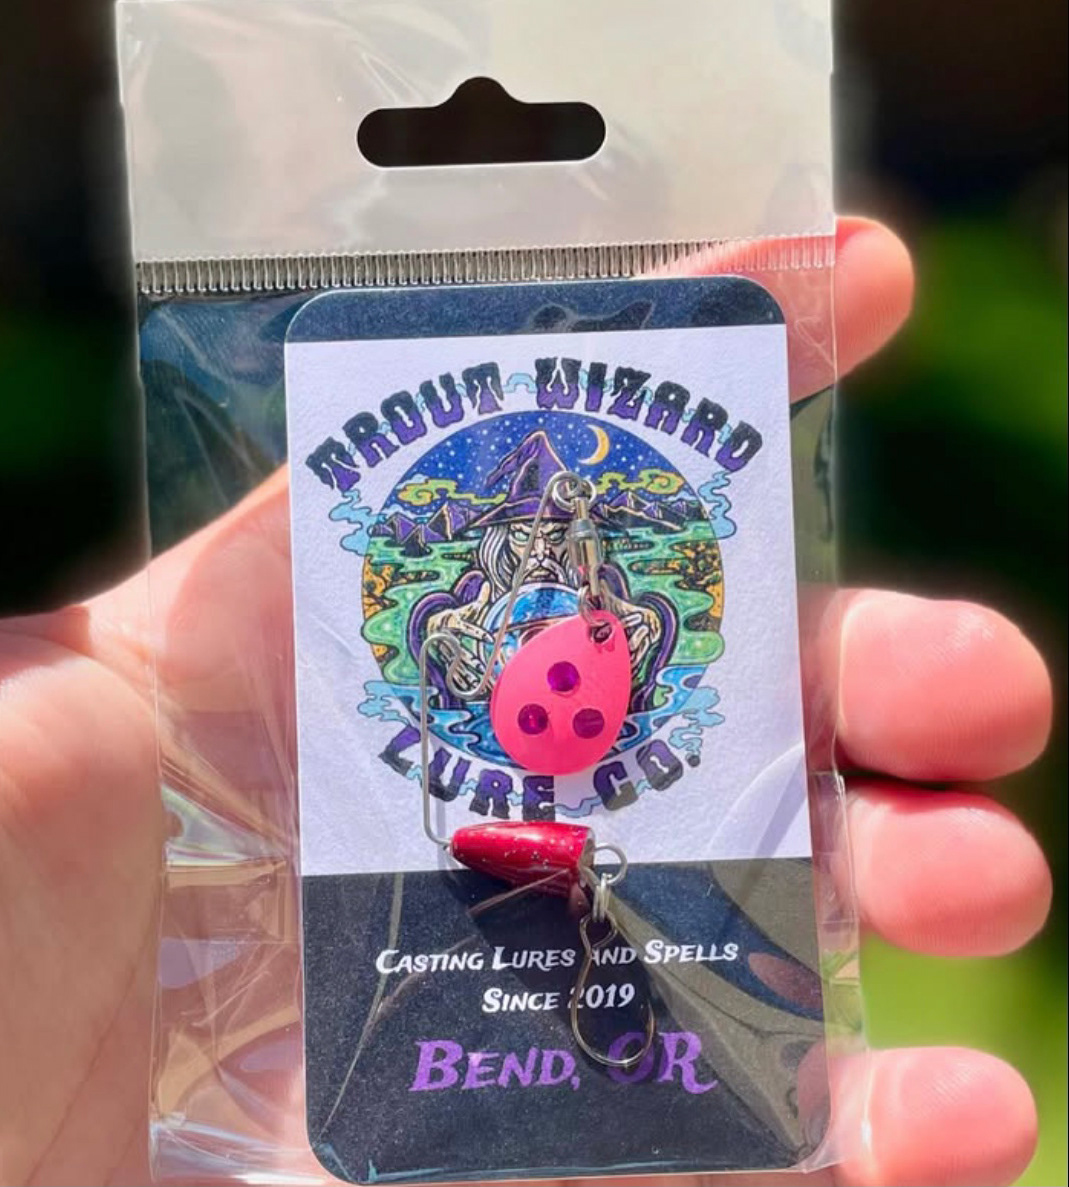 TROUT WIZARD
LURE CO.
CASTING LURES AND SPELLS
SINCE 2019
BEND, OR